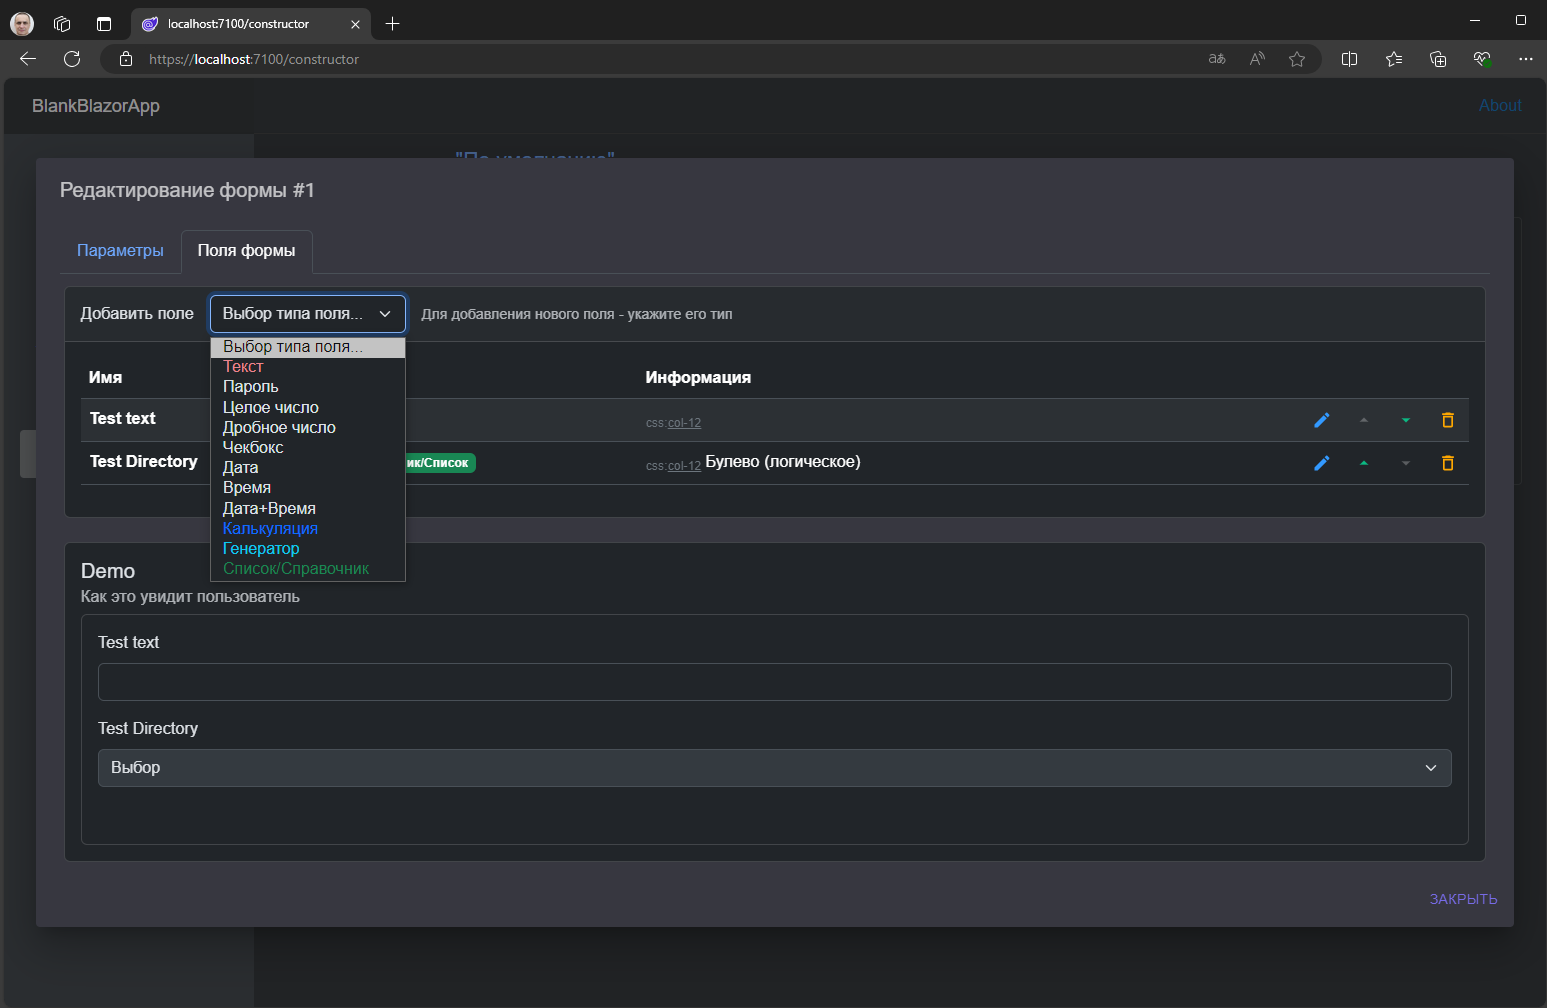 localhost:7100/constructor
https://localhost:7100/constructor
BlankBlazorApp
About
Редактирование формы #1
Параметры
Поля формы
Добавить поле
Выбор типа поля...
Для добавления нового поля - укажите его тип
Выбор типа поля...
Текст
Пароль
Целое число
Дробное число
Чекбокс
Дата
Время
Дата+Время
Калькуляция
Генератор
Список/Справочник
Имя
Информация
Test text
css:col-12
Test Directory
ик/Список
css:col-12 Булево (логическое)
Demo
Как это увидит пользователь
Test text
Test Directory
Выбор
ЗАКРЫТЬ